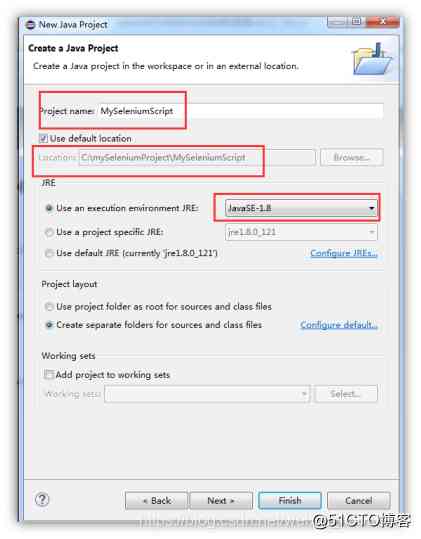 New Java Project
Create a Java Project
Create a Java project in the workspace or in an external location.
Project name: MySeleniumScript
Use default location
Location: C:\mySeleniumProject\MySeleniumScript Browse...
JRE
Use an execution environment JRE: JavaSE-1.8
Use a project specific JRE: jre1.8.0_121
Use default JRE (currently 'jre1.8.0_121') Configure JREs...
Project layout
Use project folder as root for sources and class files
Create separate folders for sources and class files Configure default...
Working sets
Add project to working sets
Working sets: Select...
? < Back Next > Finish Cancel
https://blog.csdn.net/wei
@51CTO博客